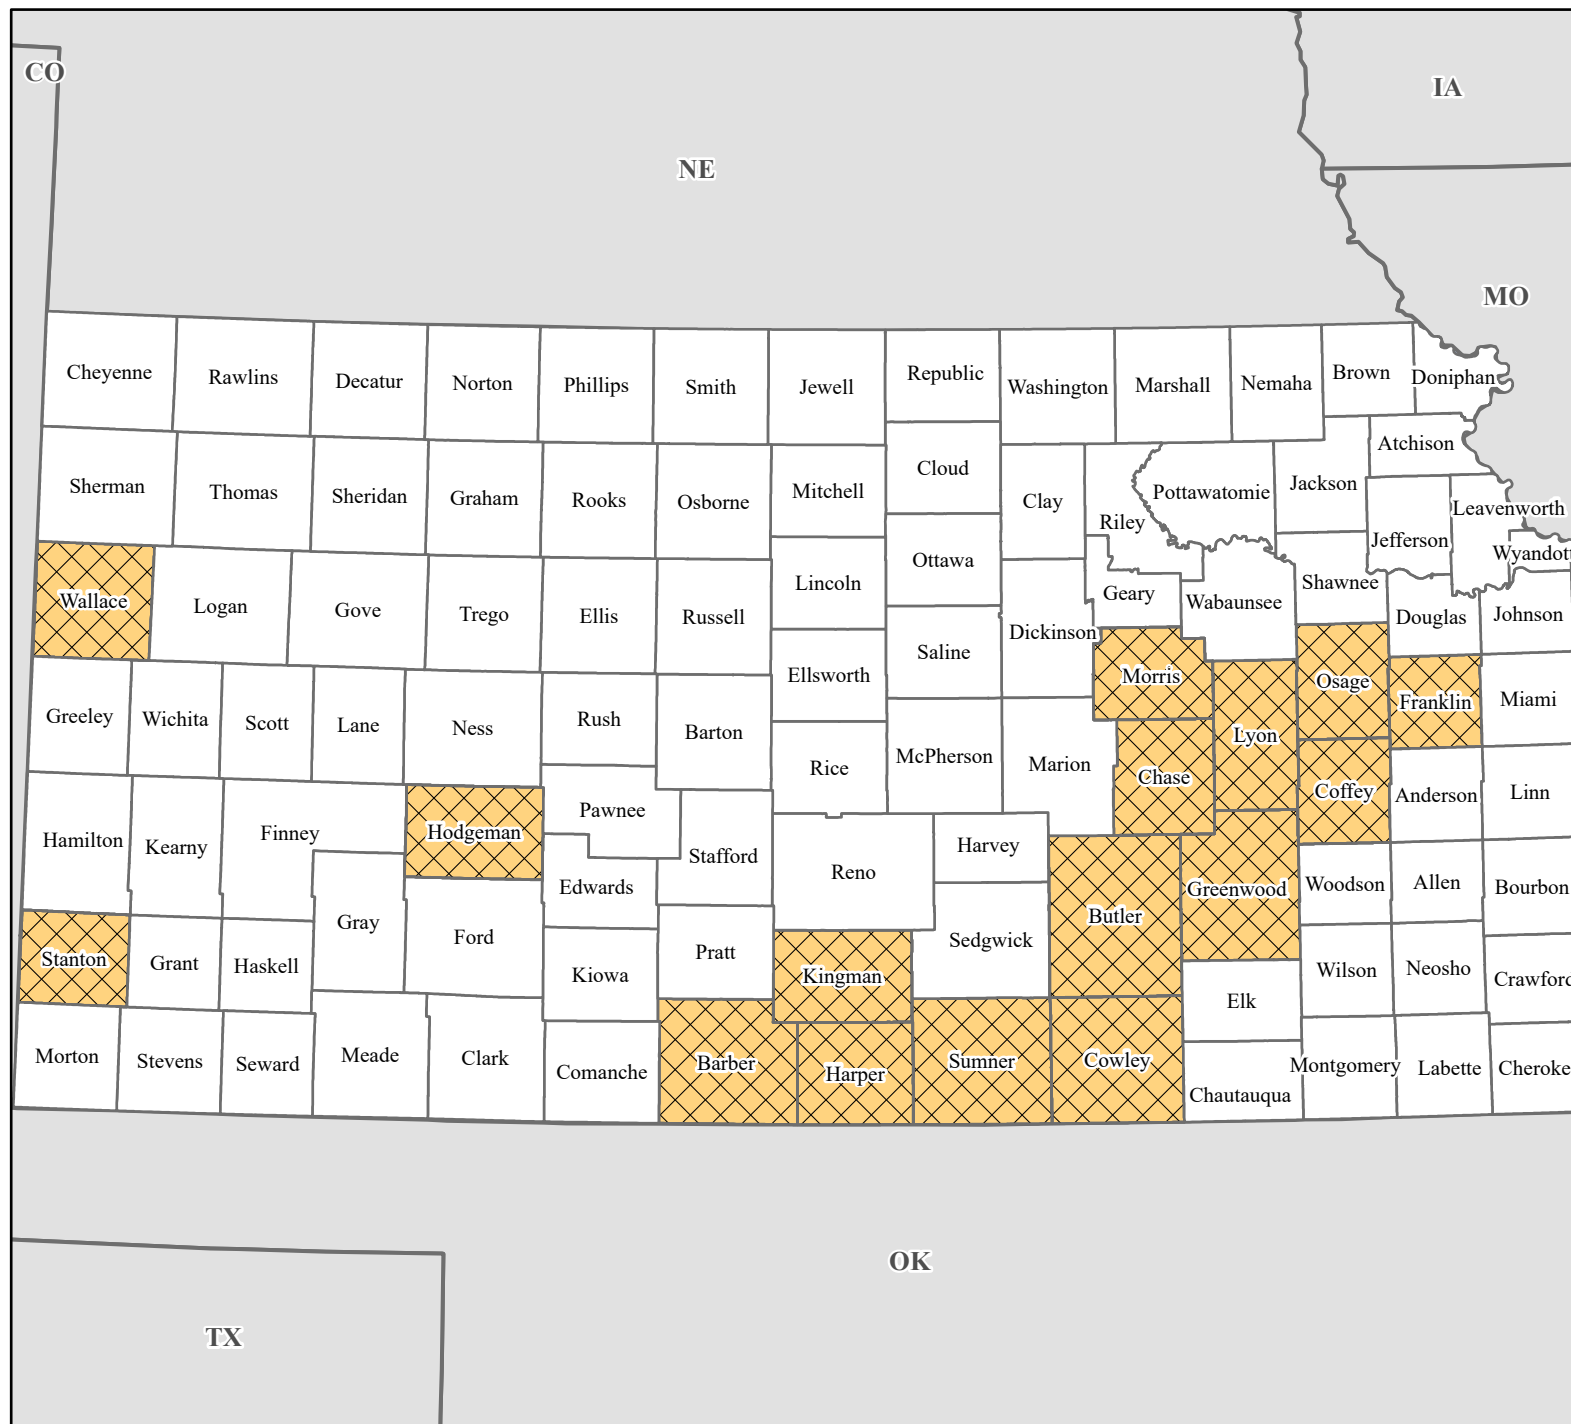 CO
IA
NE
MO
Cheyenne
Rawlins
Decatur
Norton
Phillips
Smith
Jewell
Republic
Washington
Marshall
Nemaha
Brown
Doniphan
Sherman
Thomas
Sheridan
Graham
Rooks
Osborne
Mitchell
Cloud
Clay
Riley
Pottawatomie
Jackson
Atchison
Jefferson
Leavenworth
Wyandott
Wallace
Logan
Gove
Trego
Ellis
Russell
Lincoln
Ottawa
Saline
Dickinson
Geary
Wabaunsee
Shawnee
Douglas
Johnson
Greeley
Wichita
Scott
Lane
Ness
Rush
Barton
Ellsworth
Rice
McPherson
Marion
Morris
Chase
Lyon
Osage
Franklin
Miami
Coffey
Anderson
Linn
Hamilton
Kearny
Finney
Hodgeman
Pawnee
Edwards
Stafford
Reno
Harvey
Sedgwick
Butler
Greenwood
Woodson
Allen
Bourbon
Stanton
Grant
Haskell
Gray
Ford
Kiowa
Pratt
Kingman
Elk
Wilson
Neosho
Crawford
Morton
Stevens
Seward
Meade
Clark
Comanche
Barber
Harper
Sumner
Cowley
Chautauqua
Montgomery
Labette
Cheroke
OK
TX